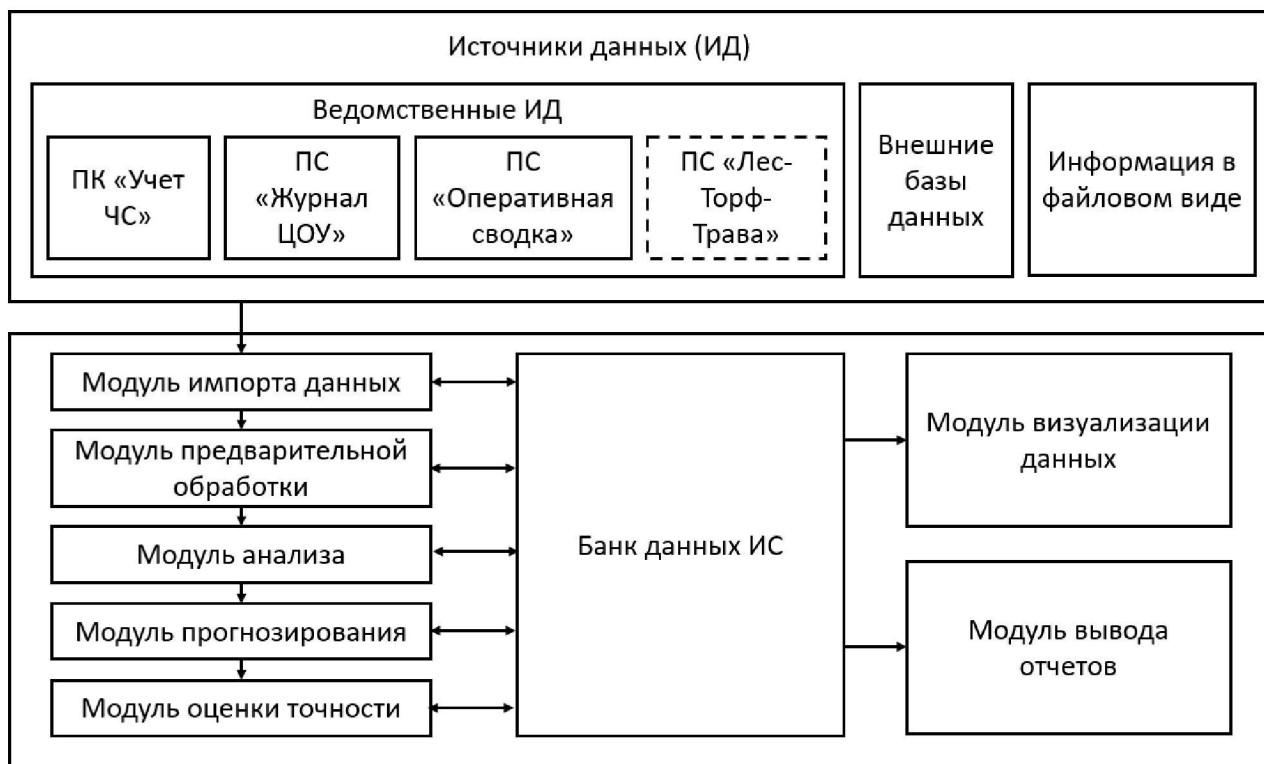 Источники данных (ИД)
Ведомственные ИД
ПК «Учет
ЧС»
ПС
«Журнал
ЦОУ»
ПС
«Оперативная
сводка»
ПС «Лес-
Торф-
Трава»
Внешние
базы
данных
Информация в
файловом виде
Модуль импорта данных
Модуль предварительной
обработки
Модуль анализа
Модуль прогнозирования
Модуль оценки точности
Банк данных ИС
Модуль визуализации
данных
Модуль вывода
отчетов